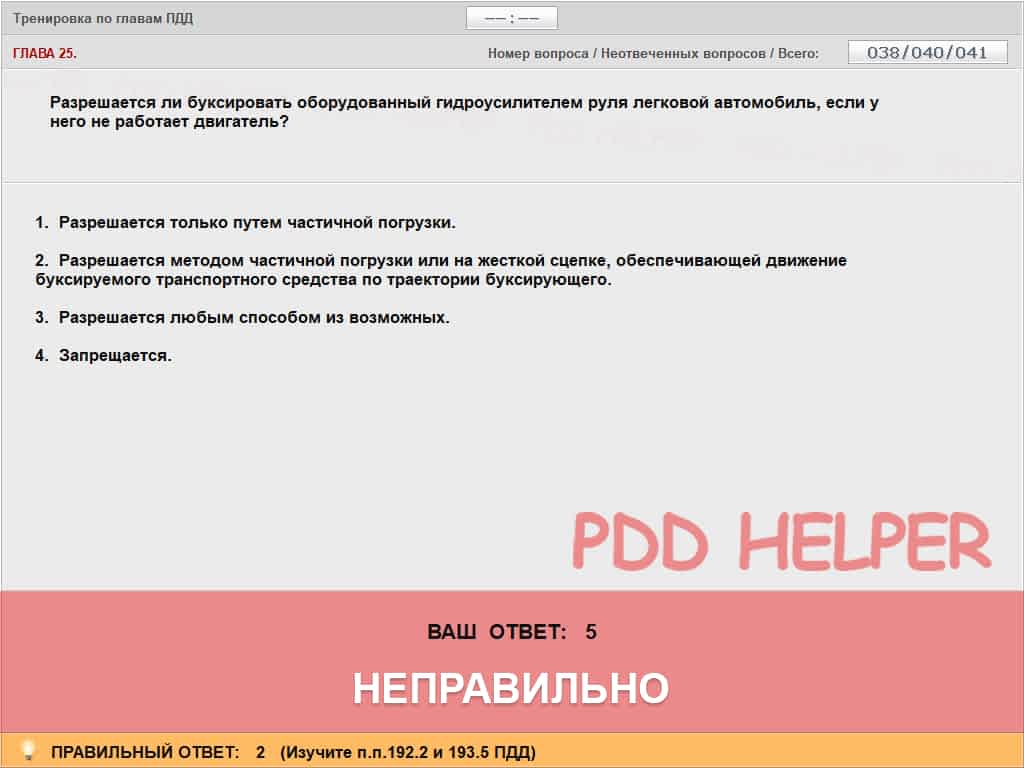 Тренировка по главам ПДД
—— : ——
ГЛАВА 25.
Номер вопроса / Неотвеченных вопросов / Всего: 038/040/041
Разрешается ли буксировать оборудованный гидроусилителем руля легковой автомобиль, если у
него не работает двигатель?
1. Разрешается только путем частичной погрузки.
2. Разрешается методом частичной погрузки или на жесткой сцепке, обеспечивающей движение
буксируемого транспортного средства по траектории буксирующего.
3. Разрешается любым способом из возможных.
4. Запрещается.
PDD HELPER
ВАШ ОТВЕТ: 5
НЕПРАВИЛЬНО
ПРАВИЛЬНЫЙ ОТВЕТ: 2 (Изучите п.п.192.2 и 193.5 ПДД)